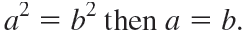 a² = b² then a = b.